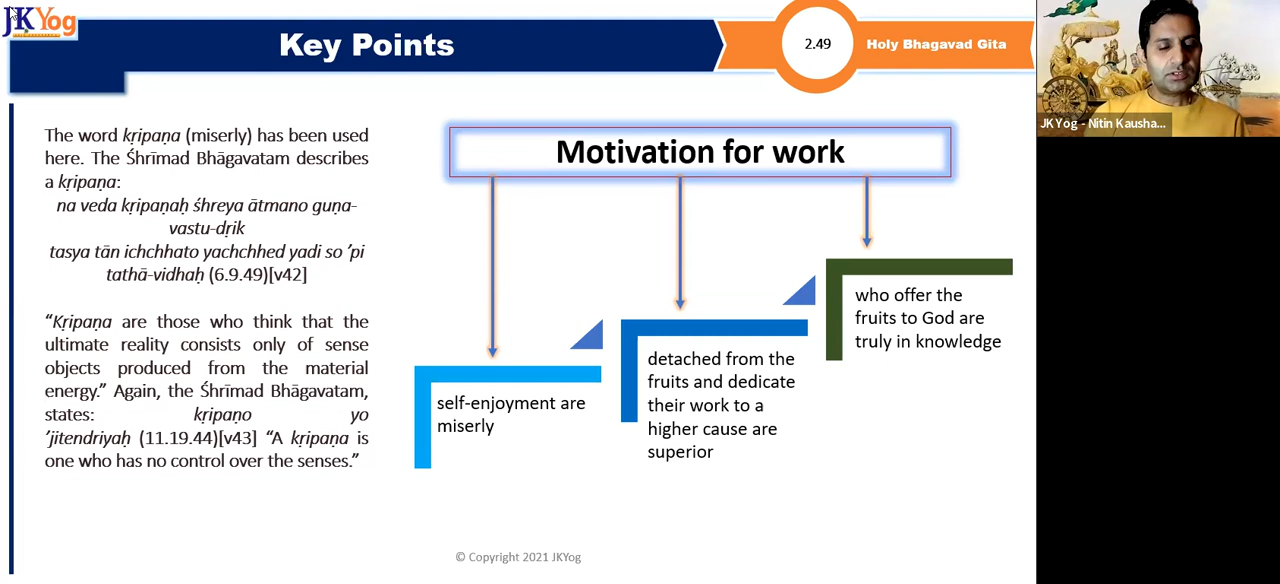 JKYog
Key Points
2.49
Holy Bhagavad Gita
JKYog - Nitin Kausha...
The word kṛipaṇa (miserly) has been used
here. The Śhrīmad Bhāgavatam describes
a kṛipaṇa:
na veda kṛipaṇaḥ śhreya ātmano guṇa-
vastu-dṛik
tasya tān ichchhato yachchhed yadi so ’pi
tathā-vidhaḥ (6.9.49)[v42]
“Kṛipaṇa are those who think that the
ultimate reality consists only of sense
objects produced from the material
energy.” Again, the Śhrīmad Bhāgavatam,
states: kṛipaṇo yo
’jitendriyaḥ (11.19.44)[v43] “A kṛipaṇa is
one who has no control over the senses.”
Motivation for work
self-enjoyment are
miserly
detached from the
fruits and dedicate
their work to a
higher cause are
superior
who offer the
fruits to God are
truly in knowledge
© Copyright 2021 JKYog